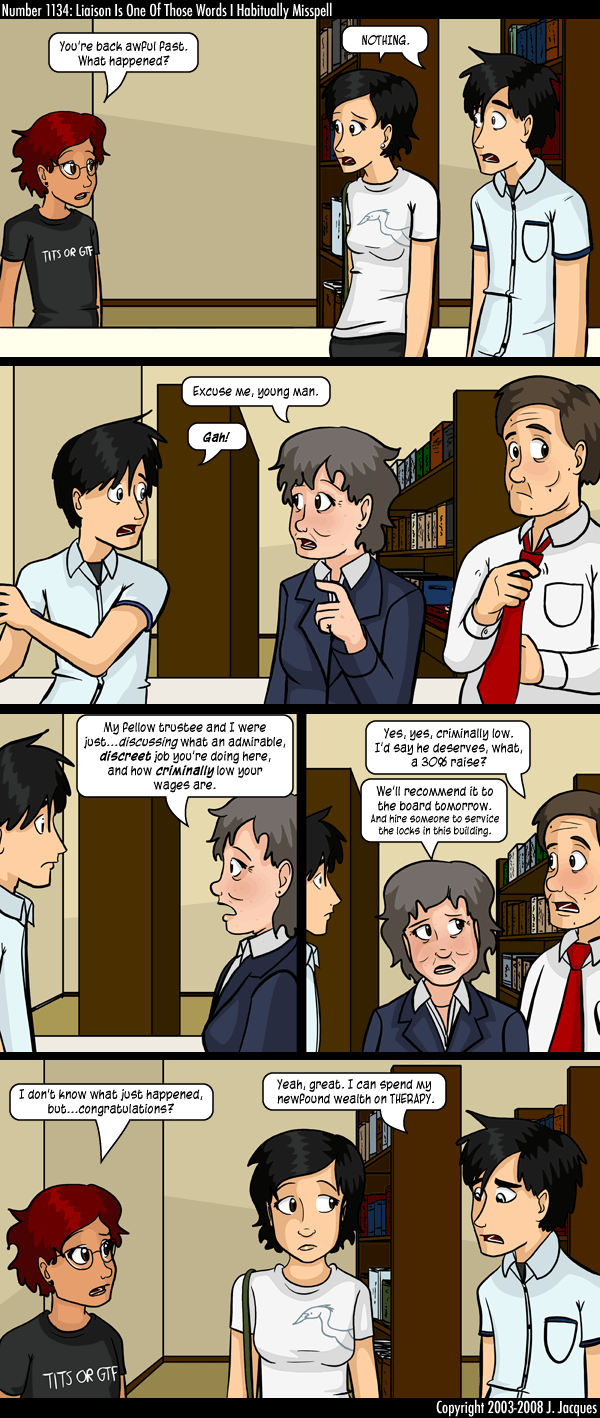 Number 1134: Liaison Is One Of Those Words I Habitually Misspell
You're back awful fast.
What happened?
NOTHING.
TITS OR GTF
Excuse me, young man.
Gah!
My fellow trustee and I were
just...discussing what an admirable,
discreet job you're doing here,
and how criminally low your
wages are.
Yes, yes, criminally low.
I'd say he deserves, what,
a 30% raise?
We'll recommend it to
the board tomorrow.
And hire someone to service
the locks in this building.
I don't know what just happened,
but...congratulations?
Yeah, great. I can spend my
newfound wealth on THERAPY.
TITS OR GTF
Copyright 2003-2008 J. Jacques